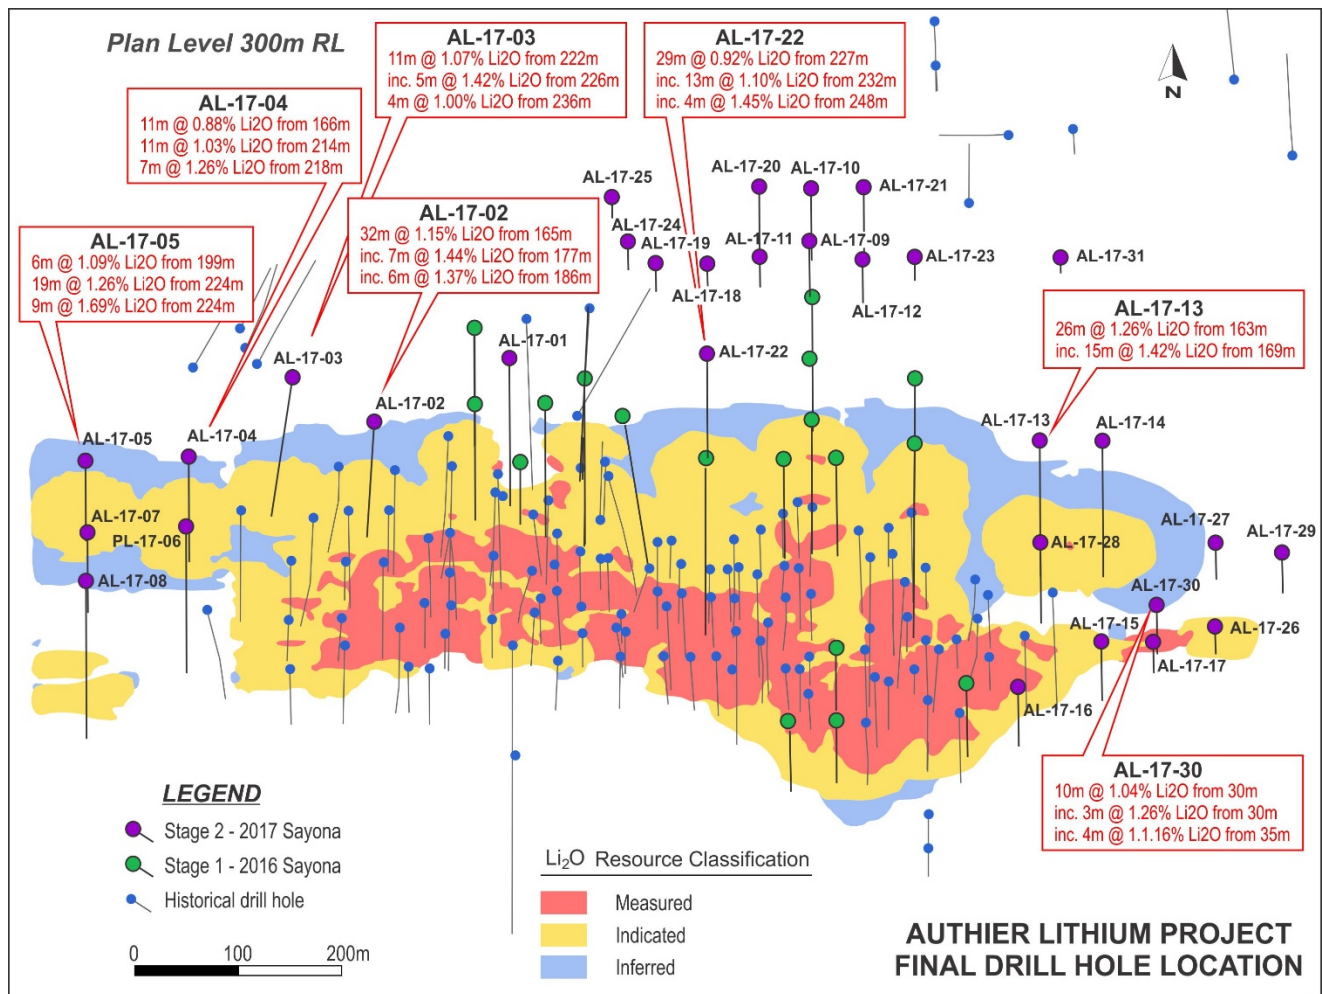 Plan Level 300m RL
AL-17-03
11m @ 1.07% Li2O from 222m
inc. 5m @ 1.42% Li2O from 226m
4m @ 1.00% Li2O from 236m
AL-17-22
29m @ 0.92% Li2O from 227m
inc. 13m @ 1.10% Li2O from 232m
inc. 4m @ 1.45% Li2O from 248m
N
AL-17-04
11m @ 0.88% Li2O from 166m
11m @ 1.03% Li2O from 214m
7m @ 1.26% Li2O from 218m
AL-17-02
32m @ 1.15% Li2O from 165m
inc. 7m @ 1.44% Li2O from 177m
inc. 6m @ 1.37% Li2O from 186m
AL-17-05
6m @ 1.09% Li2O from 199m
19m @ 1.26% Li2O from 224m
9m @ 1.69% Li2O from 224m
AL-17-13
26m @ 1.26% Li2O from 163m
inc. 15m @ 1.42% Li2O from 169m
AL-17-25
AL-17-20
AL-17-10
AL-17-21
AL-17-24
AL-17-19
AL-17-11
AL-17-09
AL-17-23
AL-17-31
AL-17-18
AL-17-12
AL-17-03
AL-17-01
AL-17-22
AL-17-02
AL-17-05
AL-17-04
AL-17-13
AL-17-14
AL-17-07
PL-17-06
AL-17-08
AL-17-28
AL-17-27
AL-17-29
AL-17-30
AL-17-15
AL-17-26
AL-17-17
AL-17-16
AL-17-30
10m @ 1.04% Li2O from 30m
inc. 3m @ 1.26% Li2O from 30m
inc. 4m @ 1.1.16% Li2O from 35m
LEGEND
Stage 2 - 2017 Sayona
Stage 1 - 2016 Sayona
Historical drill hole
0 100 200m
Li₂O Resource Classification
Measured
Indicated
Inferred
AUTHIER LITHIUM PROJECT
FINAL DRILL HOLE LOCATION